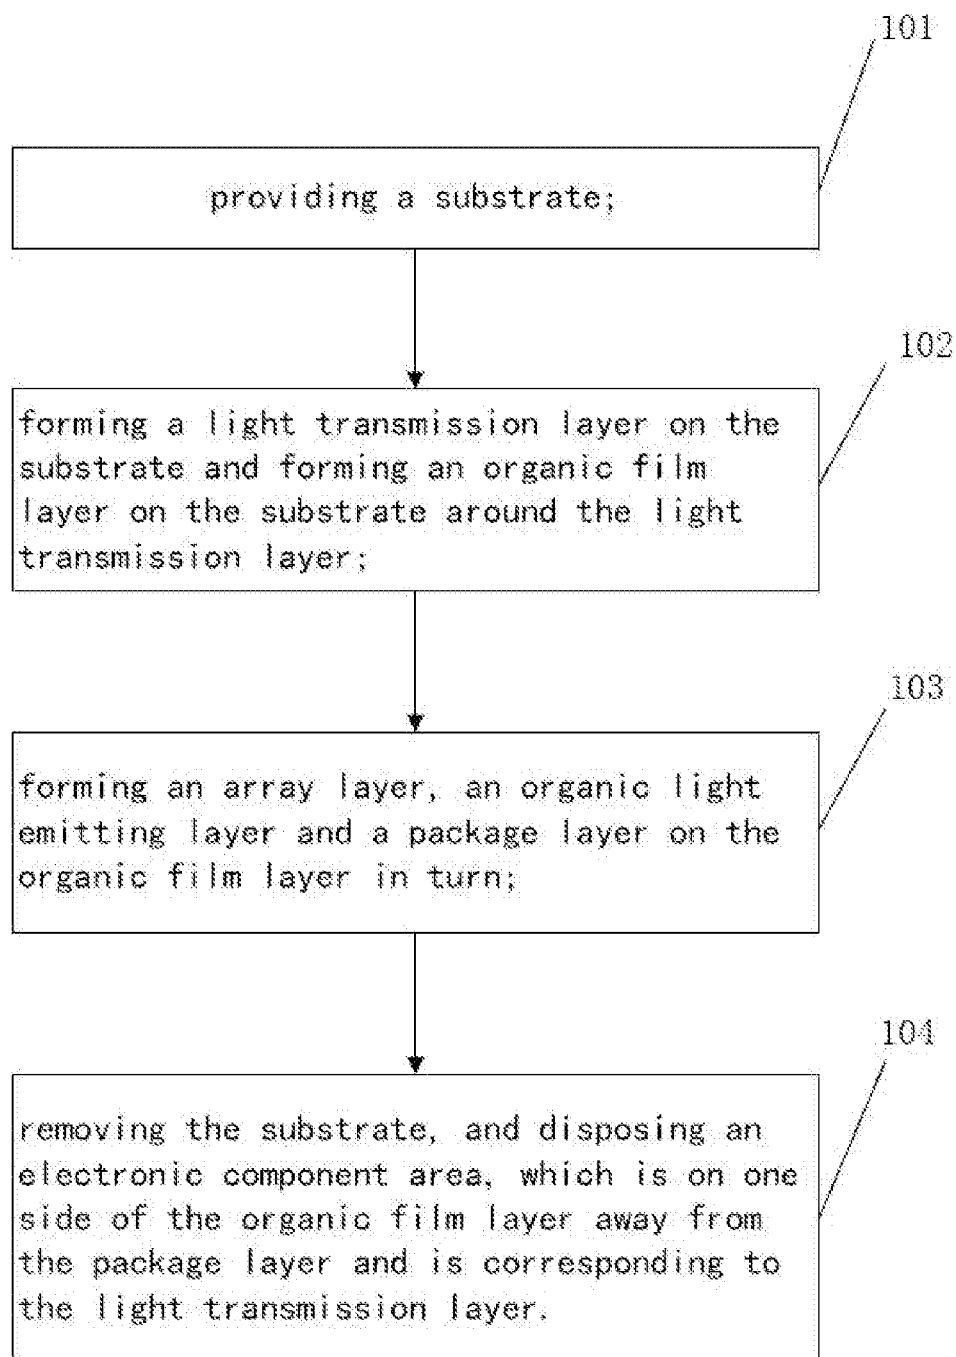 101
providing a substrate;
102
forming a light transmission layer on the
substrate and forming an organic film
layer on the substrate around the light
transmission layer;
103
forming an array layer, an organic light
emitting layer and a package layer on the
organic film layer in turn;
104
removing the substrate, and disposing an
electronic component area, which is on one
side of the organic film layer away from
the package layer and is corresponding to
the light transmission layer.